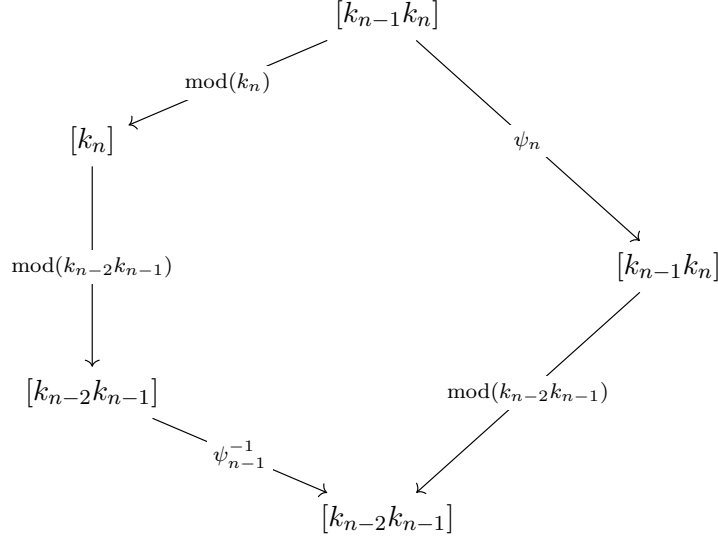 [k_{n-1}k_n]
mod(k_n)
[k_n]
ψ_n
mod(k_{n-2}k_{n-1})
[k_{n-1}k_n]
[k_{n-2}k_{n-1}]
mod(k_{n-2}k_{n-1})
ψ_{n-1}^{-1}
[k_{n-2}k_{n-1}]